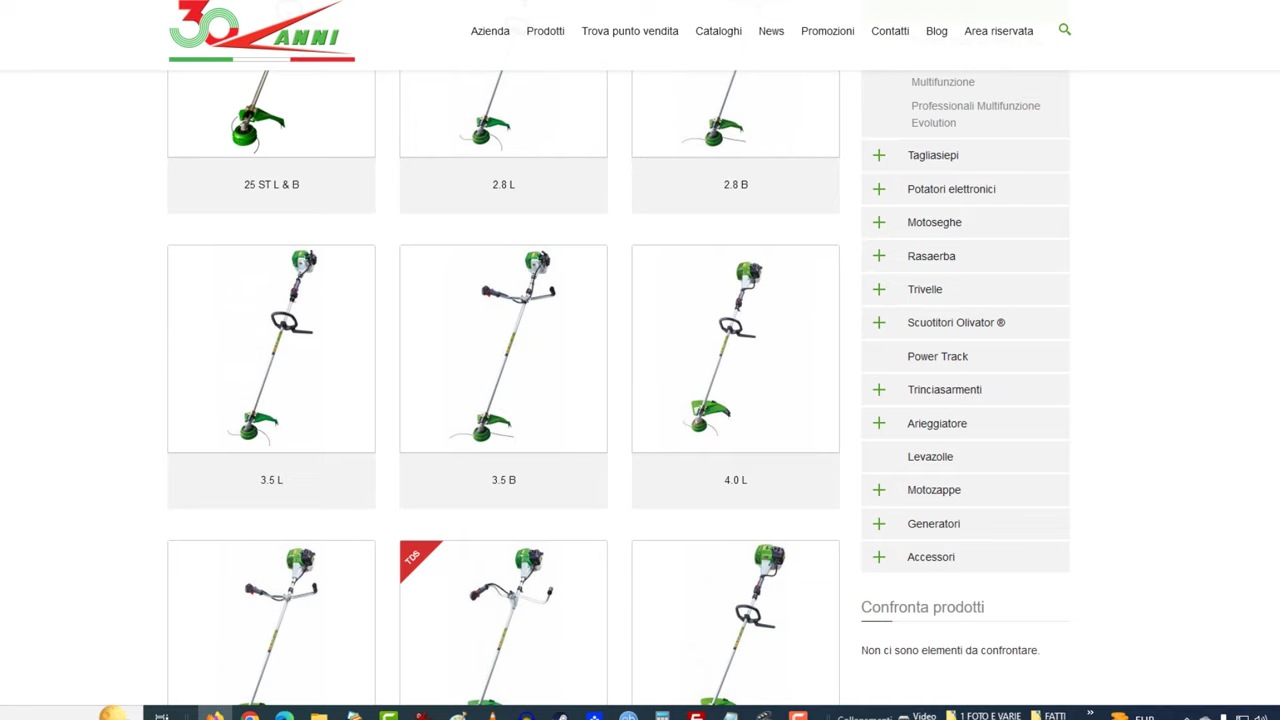 30 ANNI
Azienda Prodotti Trova punto vendita Cataloghi News Promozioni Contatti Blog Area riservata
Multifunzione
Professionali Multifunzione
Evolution
25 ST L & B
2.8 L
2.8 B
Tagliasiepi
Potatori elettronici
Motoseghe
Rasaerba
Trivelle
Scuotitori Olivator ®
Power Track
Trinciasarmenti
Arieggiatore
Levazolle
Motozappe
Generatori
Accessori
3.5 L
3.5 B
4.0 L
TDS
Confronta prodotti
Non ci sono elementi da confrontare.
Collegamenti Video 1 FOTO E VARIE FATTI EUR